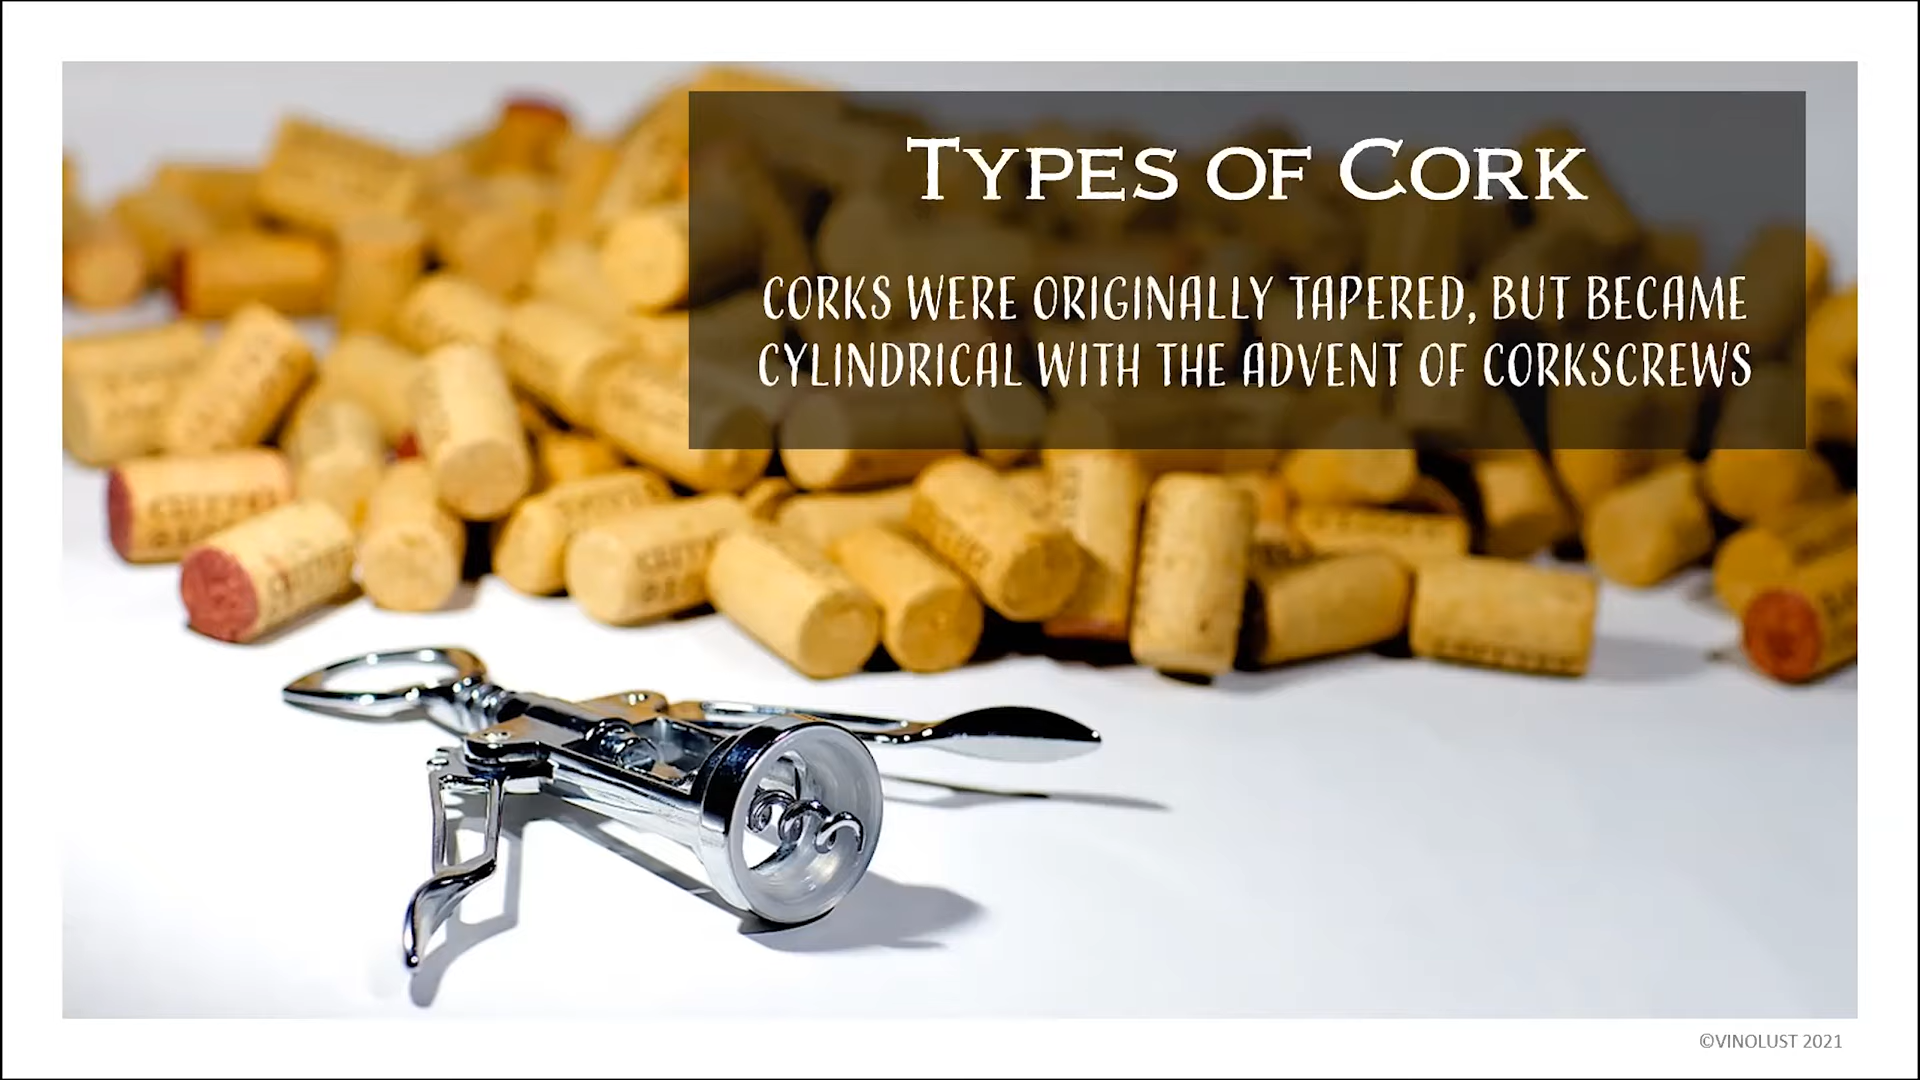 Types of Cork
CORKS WERE ORIGINALLY TAPERED, BUT BECAME
CYLINDRICAL WITH THE ADVENT OF CORKSCREWS
©VINOLUST 2021